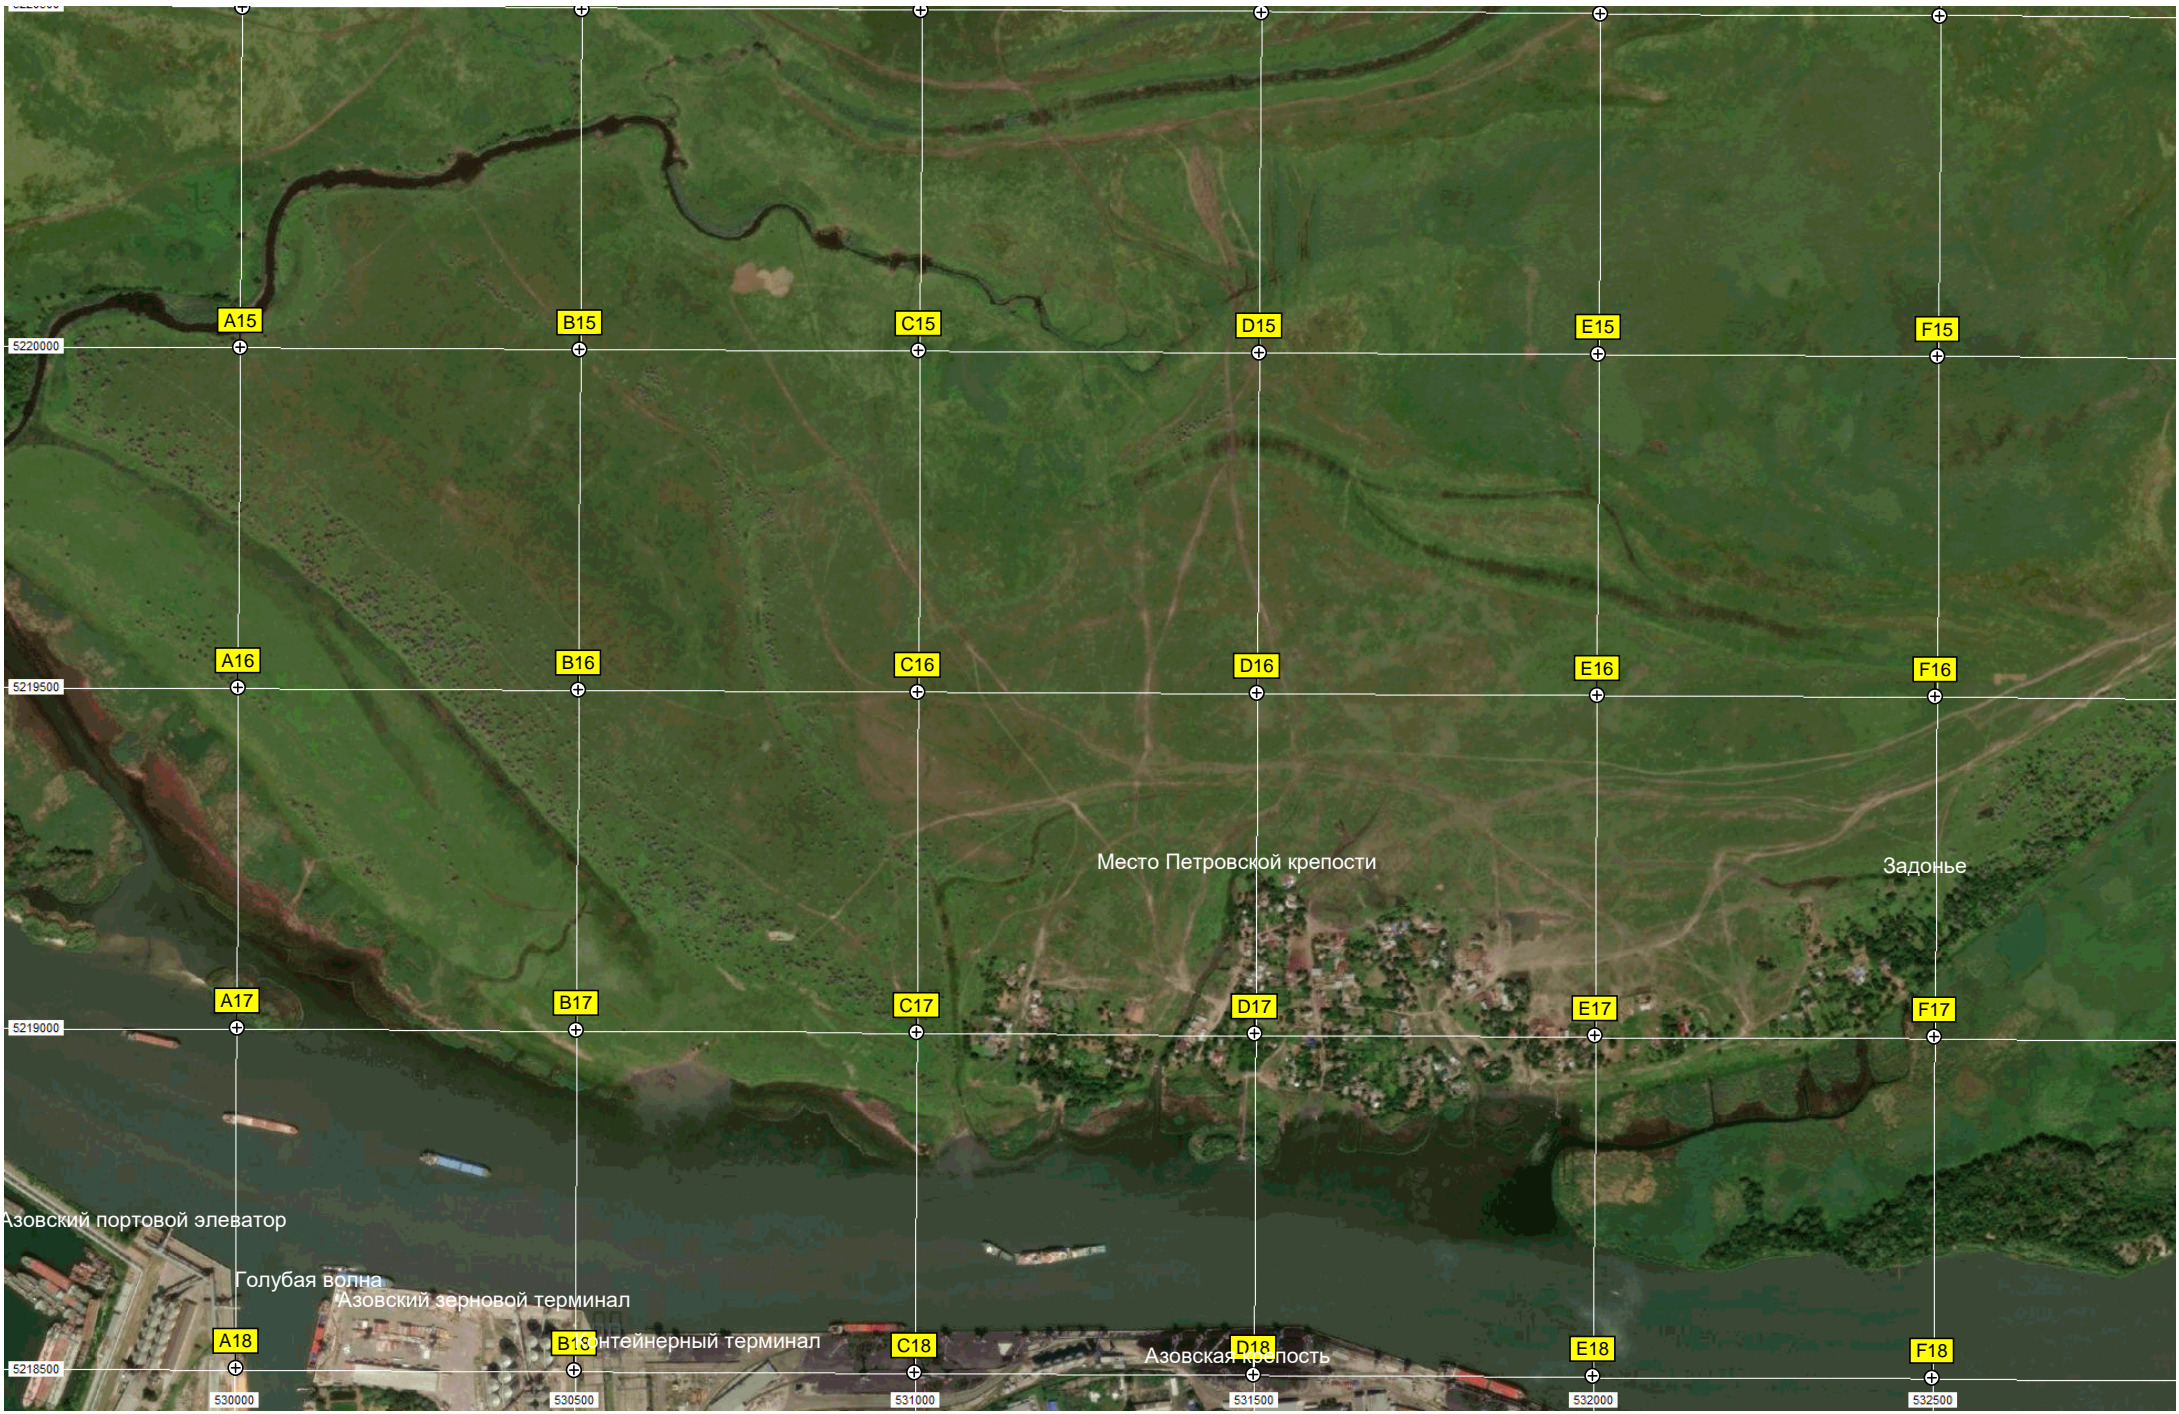 A15
B15
C15
D15
E15
F15
5220000
A16
B16
C16
D16
E16
F16
5219500
Место Петровской крепости
Задонье
A17
B17
C17
D17
E17
F17
5219000
Азовский портовой элеватор
Голубая волна
Азовский зерновой терминал
A18
B18
Контейнерный терминал
C18
D18
Азовская крепость
E18
F18
5218500
530000
530500
531000
531500
532000
532500